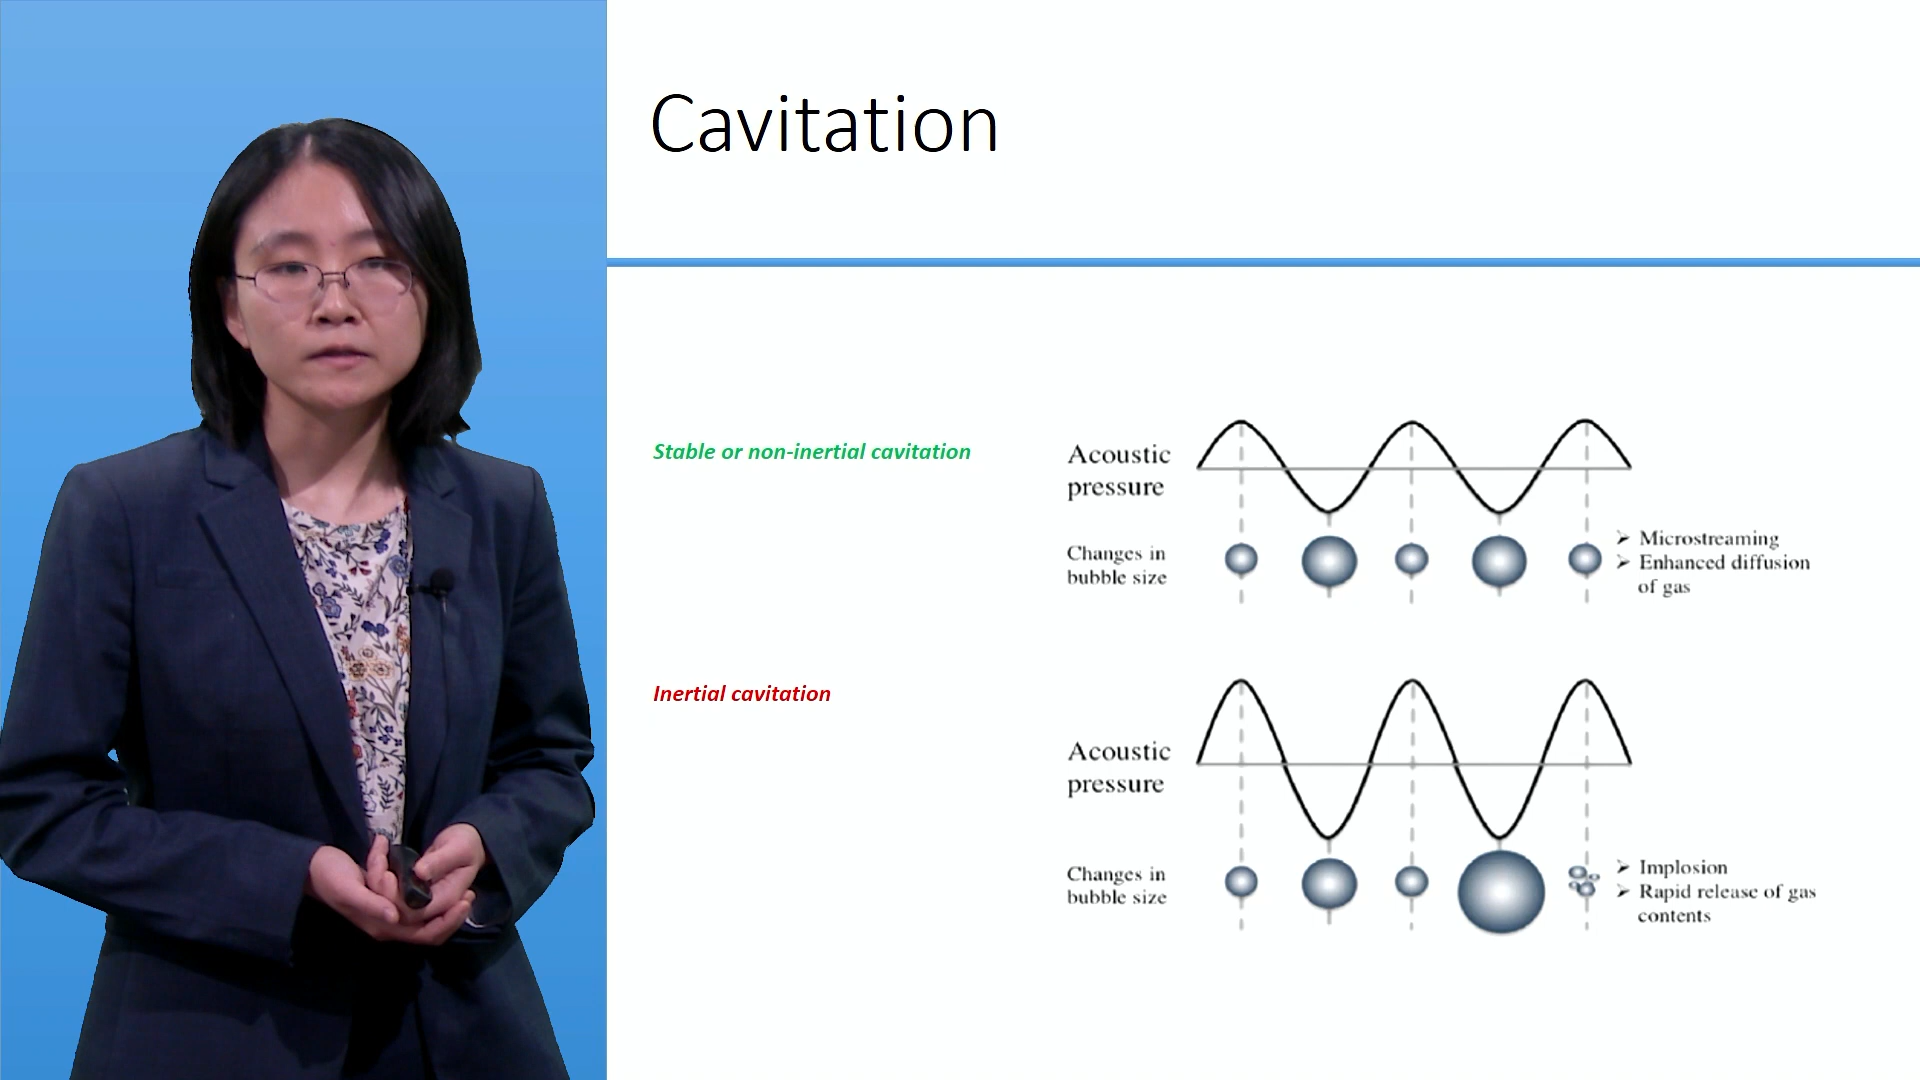 Cavitation
Stable or non-inertial cavitation
Acoustic
pressure
Changes in
bubble size
➢ Microstreaming
➢ Enhanced diffusion
of gas
Inertial cavitation
Acoustic
pressure
Changes in
bubble size
➢ Implosion
➢ Rapid release of gas
contents